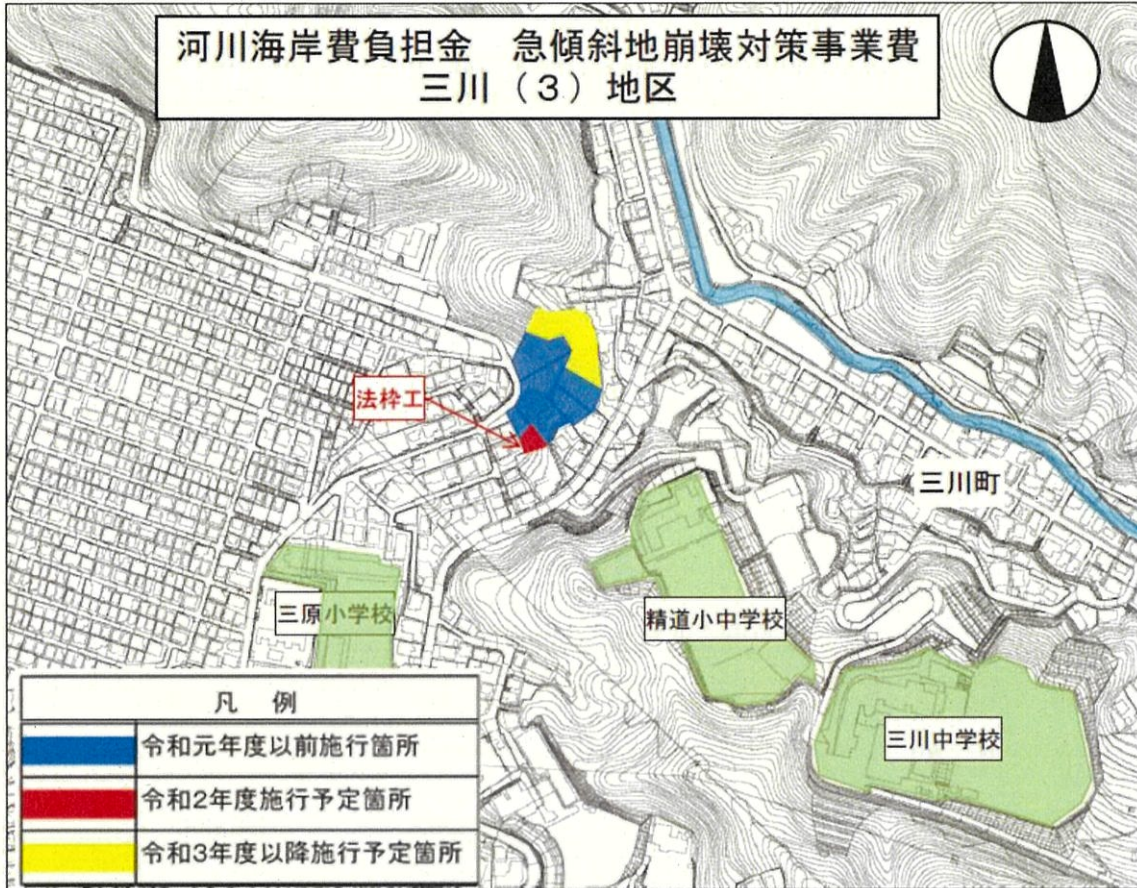 河川海岸費負担金　急傾斜地崩壊対策事業費
三川（３）地区
法枠工
三川町
三原小学校
精道小中学校
三川中学校
凡　例
令和元年度以前施行箇所
令和２年度施行予定箇所
令和３年度以降施行予定箇所